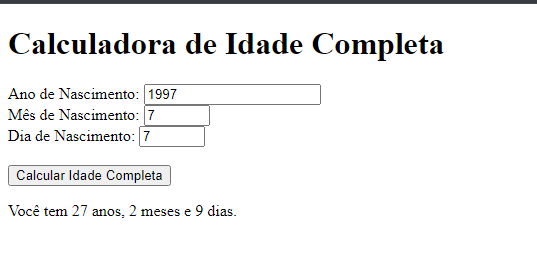 Calculadora de Idade Completa
Ano de Nascimento: 1997
Mês de Nascimento: 7
Dia de Nascimento: 7
Calcular Idade Completa
Você tem 27 anos, 2 meses e 9 dias.